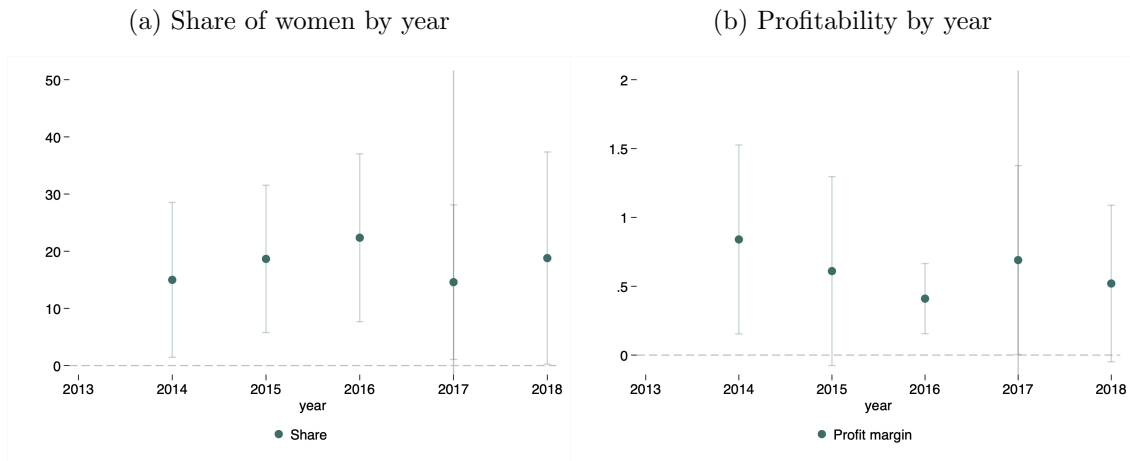 (a) Share of women by year
50
40
30
20
10
0
2013 2014 2015 2016 2017 2018
year
Share
(b) Profitability by year
2
1.5
1
.5
0
2013 2014 2015 2016 2017 2018
year
Profit margin